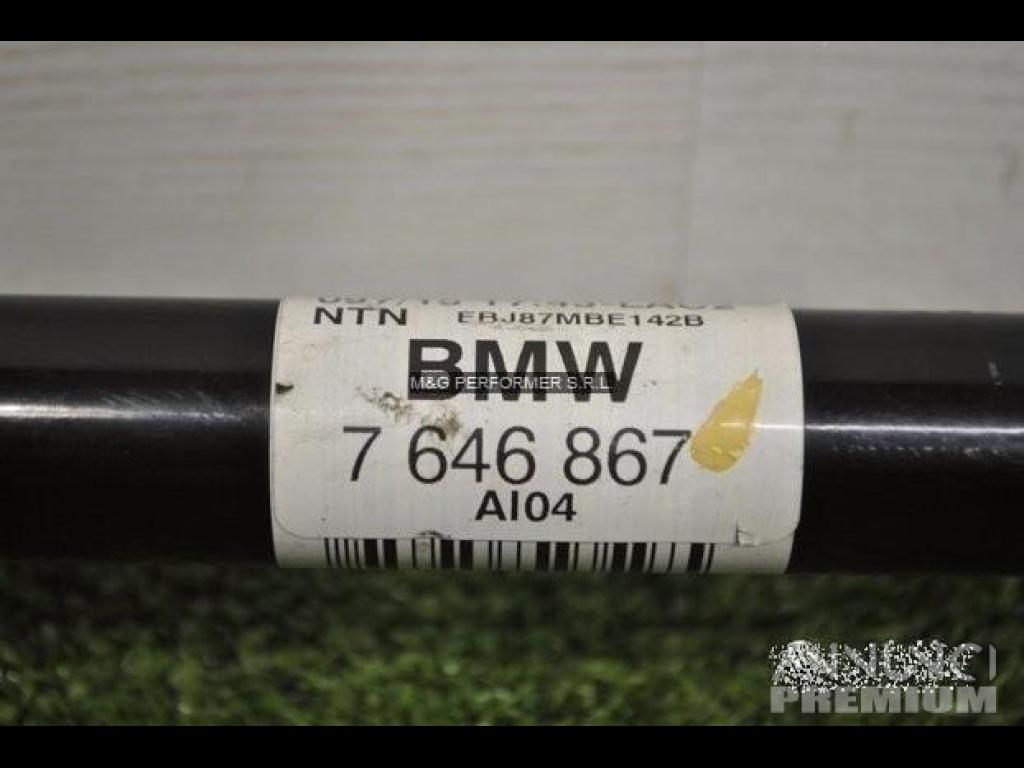 NTN EBJ87MBE142B
BMW
M&G PERFORMER S.R.L.
7 646 867
AI04
PREMIUM